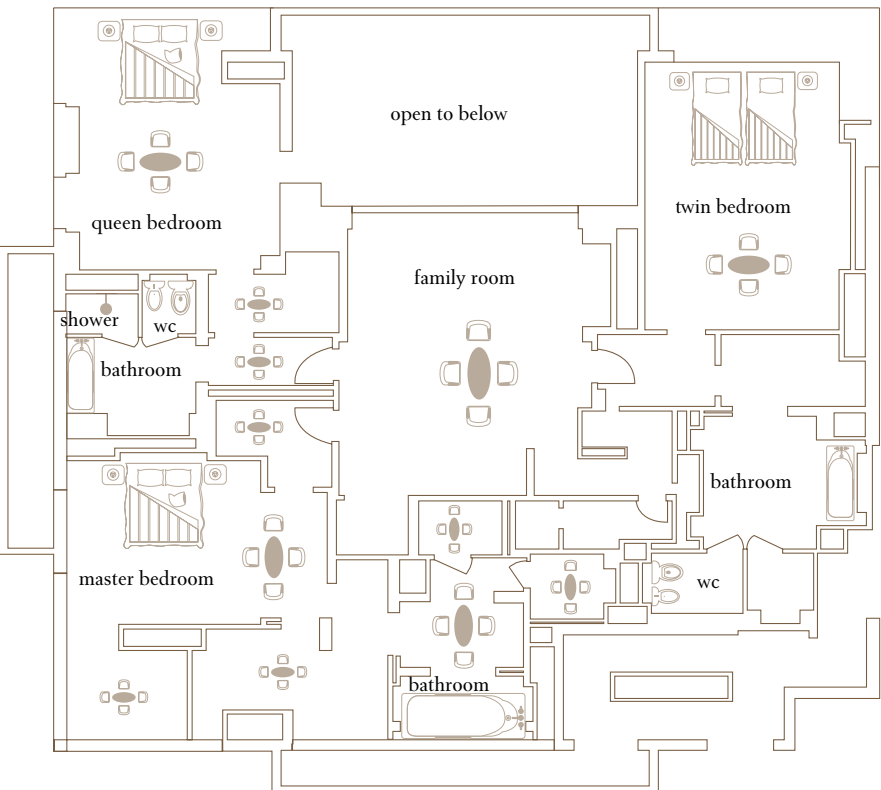 open to below
twin bedroom
queen bedroom
family room
shower
wc
bathroom
bathroom
master bedroom
wc
bathroom